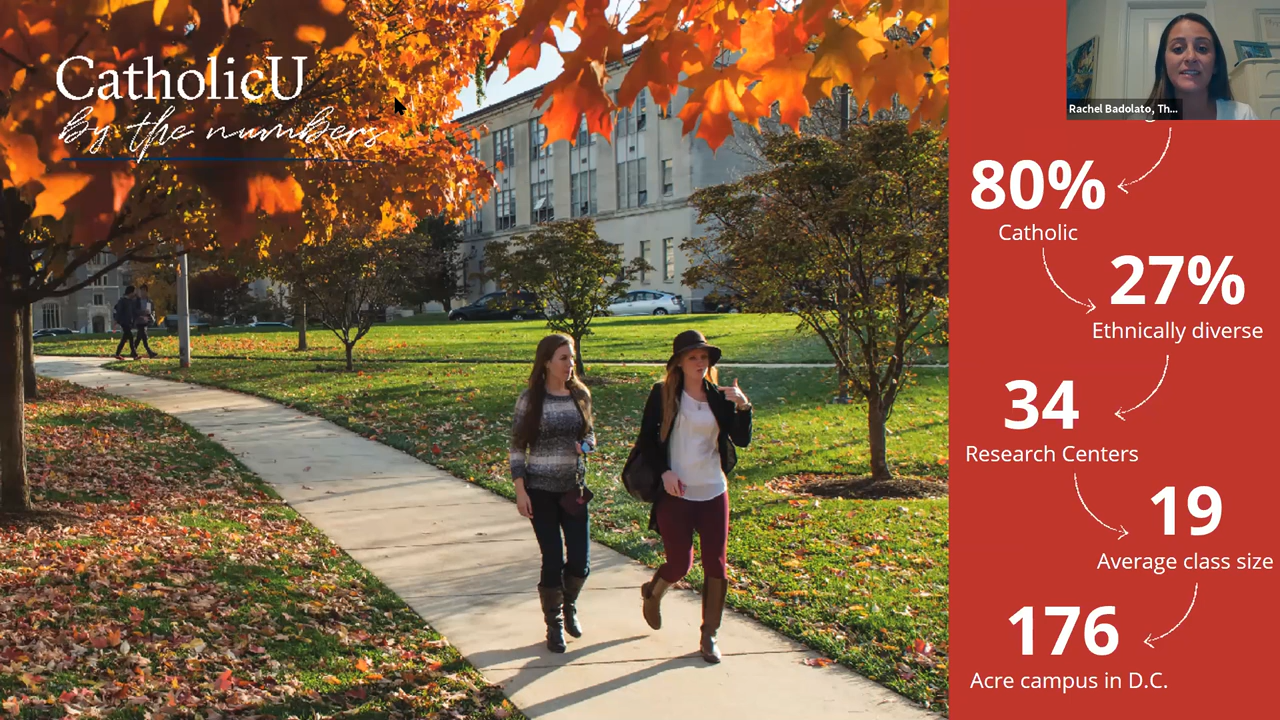 CatholicU
by the numbers
Rachel Badolato, Th...
80%
Catholic
27%
Ethnically diverse
34
Research Centers
19
Average class size
176
Acre campus in D.C.